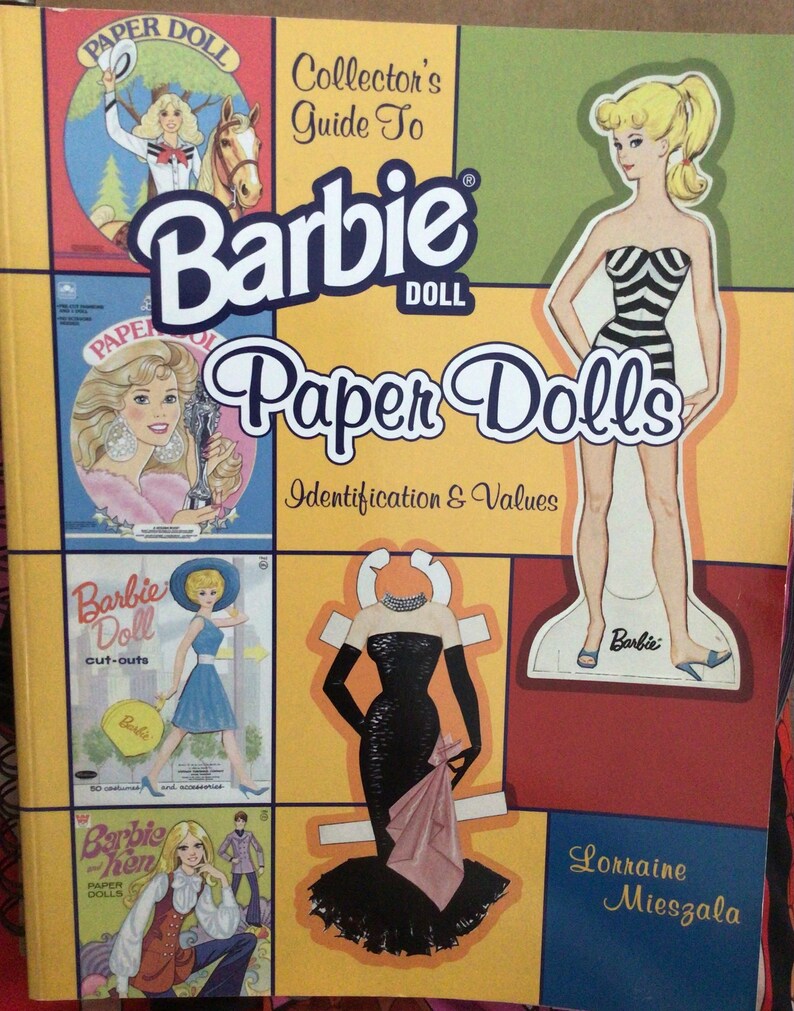 PAPER DOLL
Collector's
Guide To
Barbie®
DOLL
Paper Dolls
Identification & Values
PAPER DOL
Barbie
Doll
cut-outs
Barbie
50 costumes and accessories
Barbie
and Ken
PAPER
DOLLS
Barbie
Lorraine
Mieszala